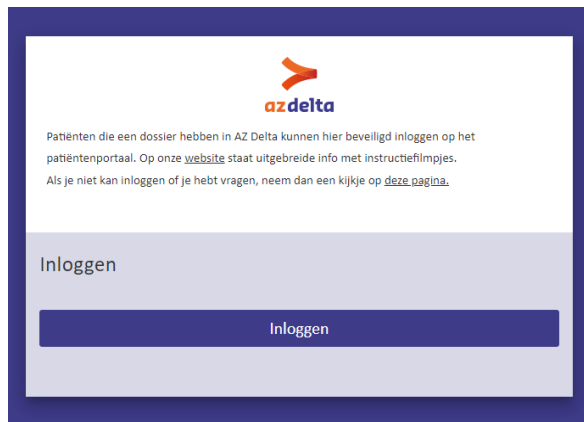 azdelta
Patiënten die een dossier hebben in AZ Delta kunnen hier beveiligd inloggen op het
patiëntenportaal. Op onze website staat uitgebreide info met instructiefilmpjes.
Als je niet kan inloggen of je hebt vragen, neem dan een kijkje op deze pagina.
Inloggen
Inloggen